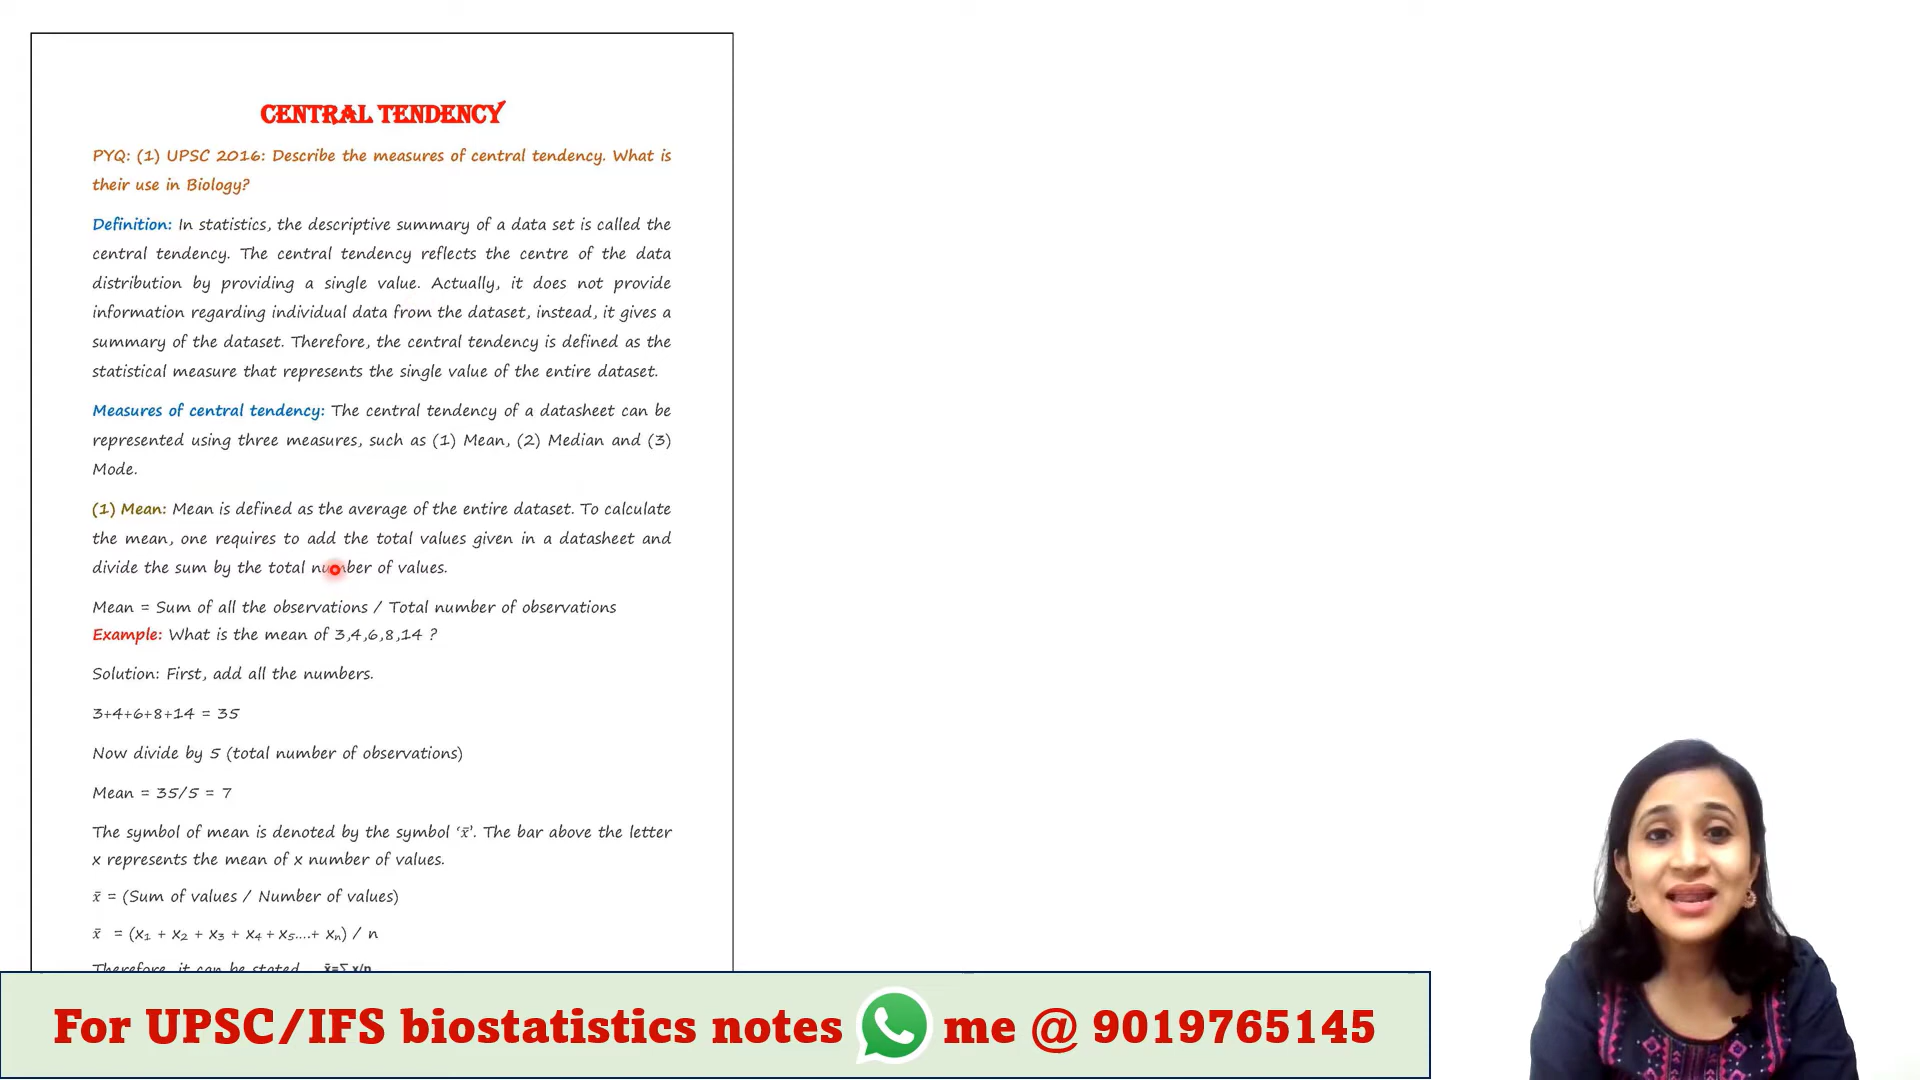 CENTRAL TENDENCY
PYQ: (1) UPSC 2016: Describe the measures of central tendency. What is
their use in Biology?
Definition: In statistics, the descriptive summary of a data set is called the
central tendency. The central tendency reflects the centre of the data
distribution by providing a single value. Actually, it does not provide
information regarding individual data from the dataset, instead, it gives a
summary of the dataset. Therefore, the central tendency is defined as the
statistical measure that represents the single value of the entire dataset.
Measures of central tendency: The central tendency of a datasheet can be
represented using three measures, such as (1) Mean, (2) Median and (3)
Mode.
(1) Mean: Mean is defined as the average of the entire dataset. To calculate
the mean, one requires to add the total values given in a datasheet and
divide the sum by the total number of values.
Mean = Sum of all the observations / Total number of observations
Example: What is the mean of 3,4,6,8,14 ?
Solution: First, add all the numbers.
3+4+6+8+14 = 35
Now divide by 5 (total number of observations)
Mean = 35/5 = 7
The symbol of mean is denoted by the symbol ‘x̄’. The bar above the letter
x represents the mean of x number of values.
x̄ = (Sum of values / Number of values)
x̄ = (x₁ + x₂ + x₃ + x₄ + x₅....+ xₙ) / n
Therefore, it can be stated x̄=∑ x/n
For UPSC/IFS biostatistics notes me @ 9019765145